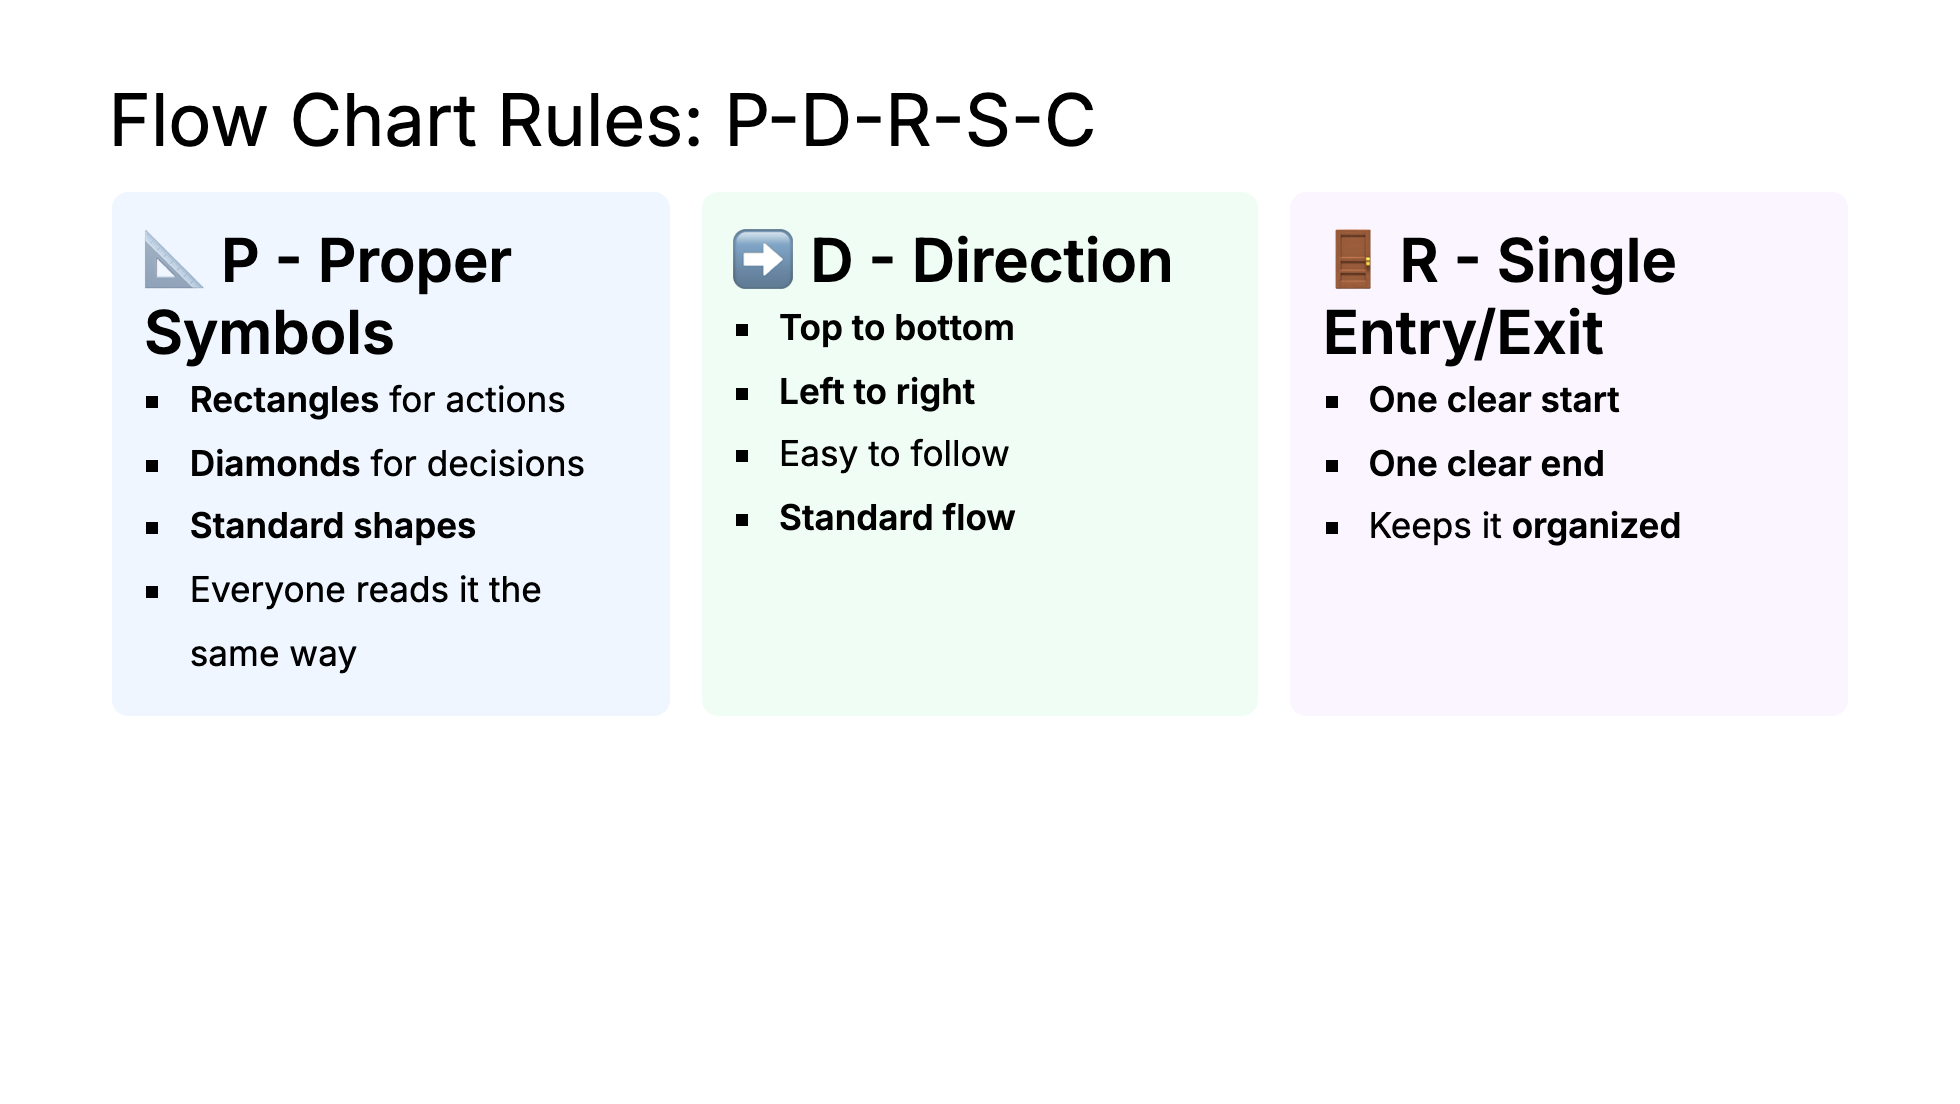 Flow Chart Rules: P-D-R-S-C
📐 P - Proper
Symbols
▪ Rectangles for actions
▪ Diamonds for decisions
▪ Standard shapes
▪ Everyone reads it the
same way
➡️ D - Direction
▪ Top to bottom
▪ Left to right
▪ Easy to follow
▪ Standard flow
🚪 R - Single
Entry/Exit
▪ One clear start
▪ One clear end
▪ Keeps it organized